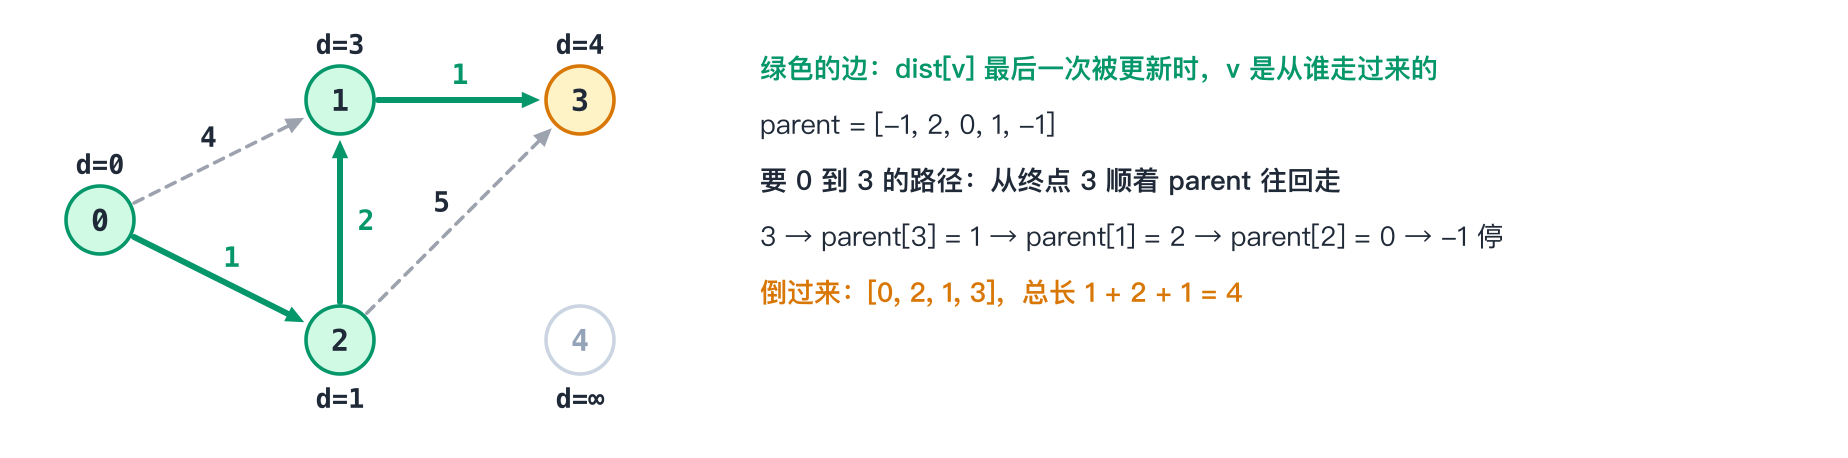 d=3
d=4
1
1
3
4
d=0
5
2
0
1
2
4
d=1
d=∞
绿色的边：dist[v] 最后一次被更新时，v 是从谁走过来的
parent = [−1, 2, 0, 1, −1]
要 0 到 3 的路径：从终点 3 顺着 parent 往回走
3 → parent[3] = 1 → parent[1] = 2 → parent[2] = 0 → −1 停
倒过来：[0, 2, 1, 3]，总长 1 + 2 + 1 = 4